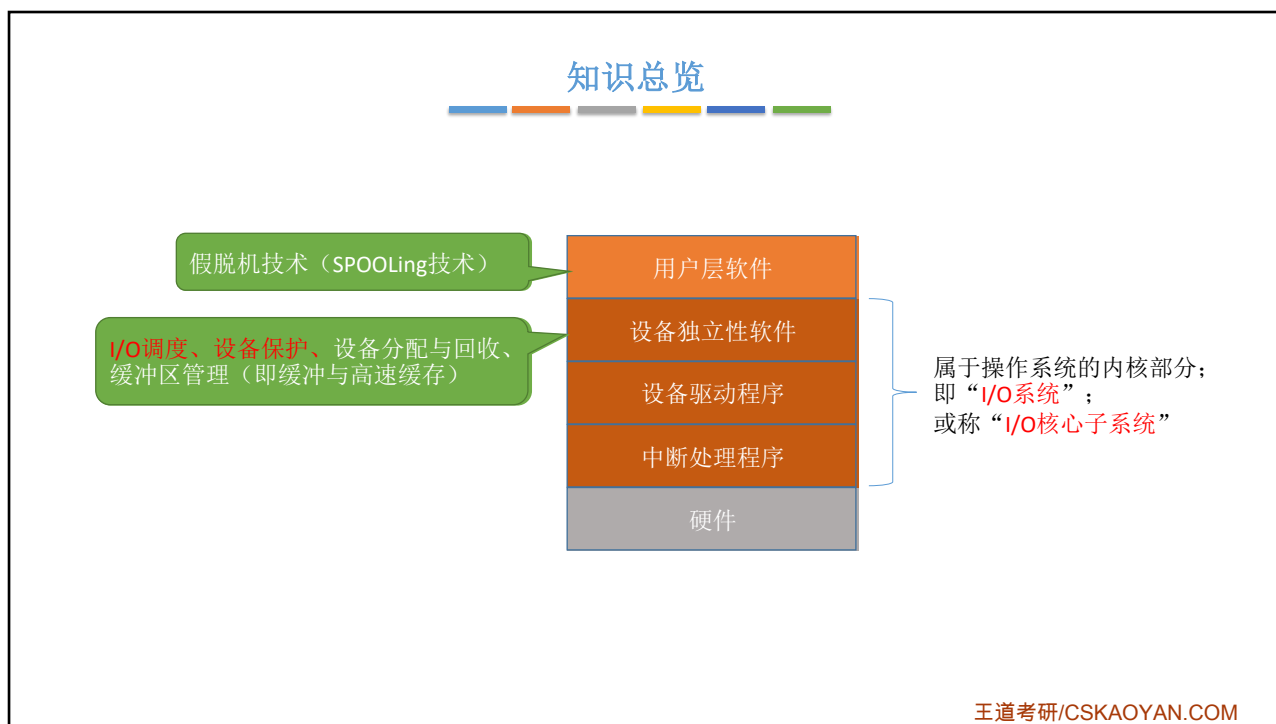 知识总览
假脱机技术（SPOOLing技术）
用户层软件
I/O调度、设备保护、设备分配与回收、
缓冲区管理（即缓冲与高速缓存）
设备独立性软件
设备驱动程序
中断处理程序
硬件
属于操作系统的内核部分；
即“I/O系统”；
或称“I/O核心子系统”
王道考研/CSKAOYAN.COM